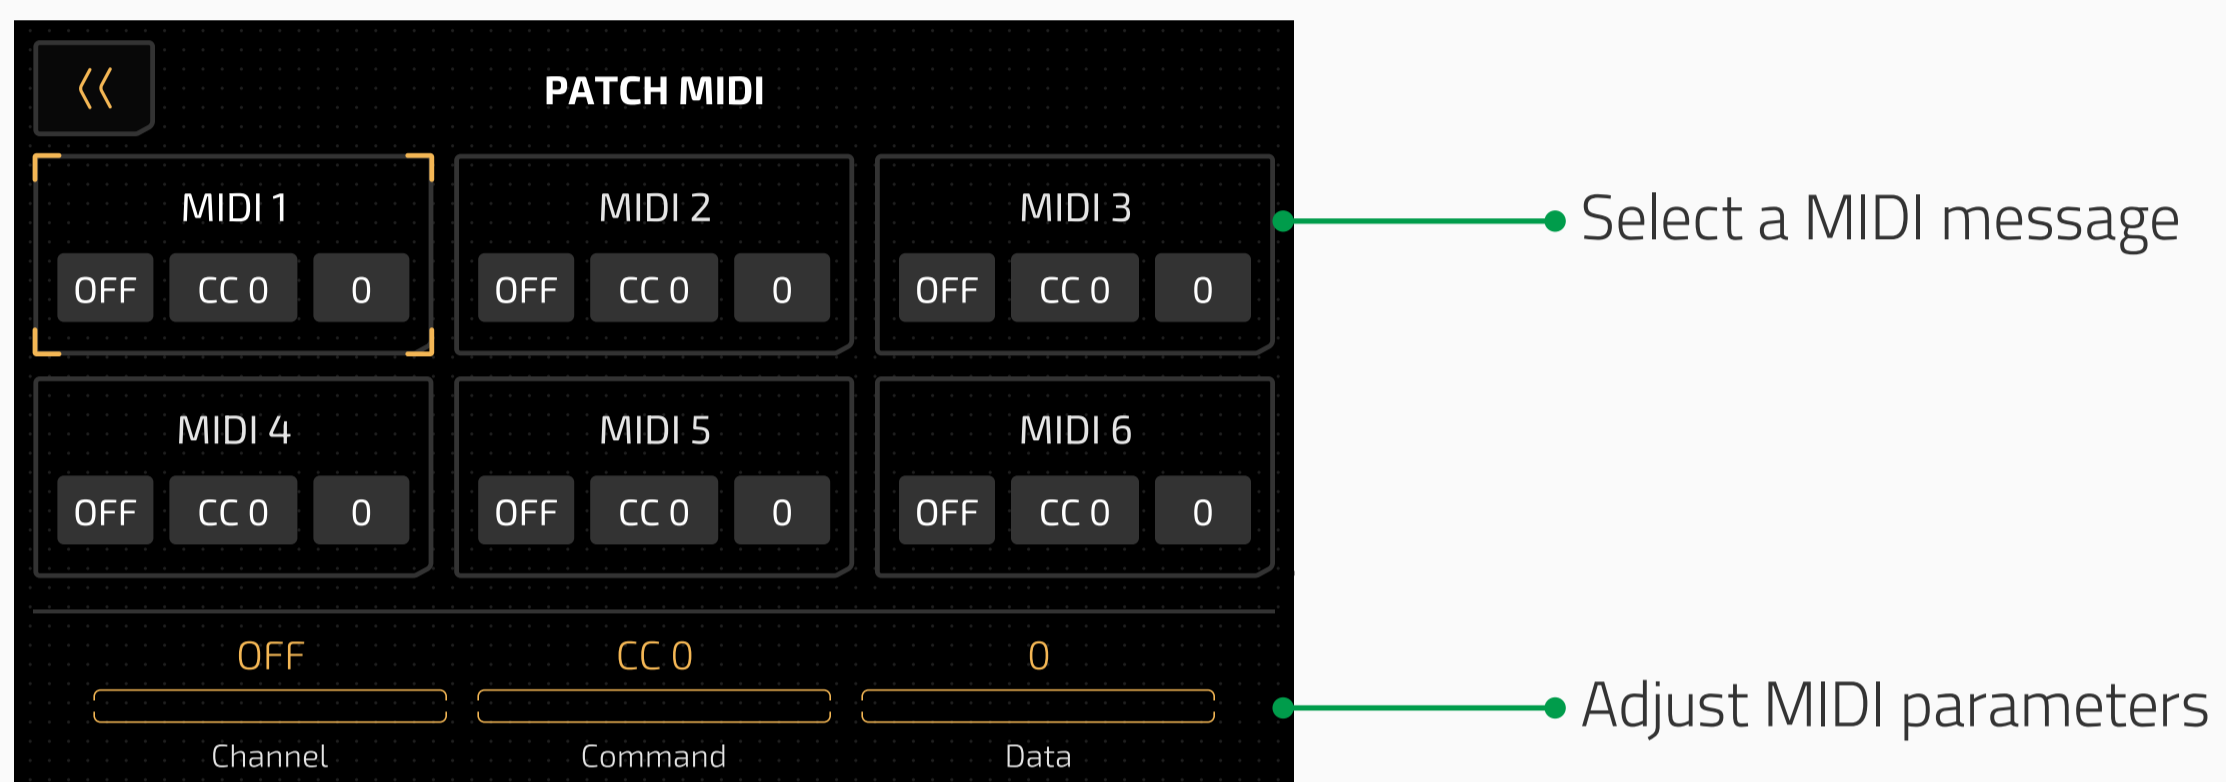 PATCH MIDI
MIDI 1
OFF CC 0 0
MIDI 2
OFF CC 0 0
MIDI 3
OFF CC 0 0
Select a MIDI message
MIDI 4
OFF CC 0 0
MIDI 5
OFF CC 0 0
MIDI 6
OFF CC 0 0
OFF
Channel
CC 0
Command
0
Data
Adjust MIDI parameters